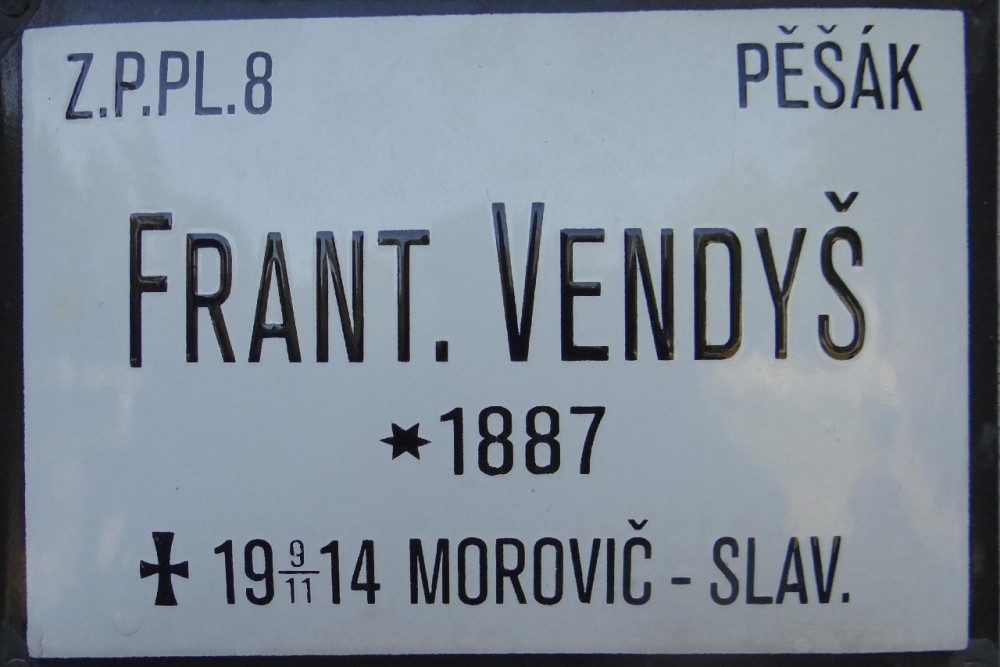 Z.P.PL.8 PĚŠÁK
FRANT. VENDYŠ
✶1887
✠ 19 9/11 14 MOROVIČ - SLAV.